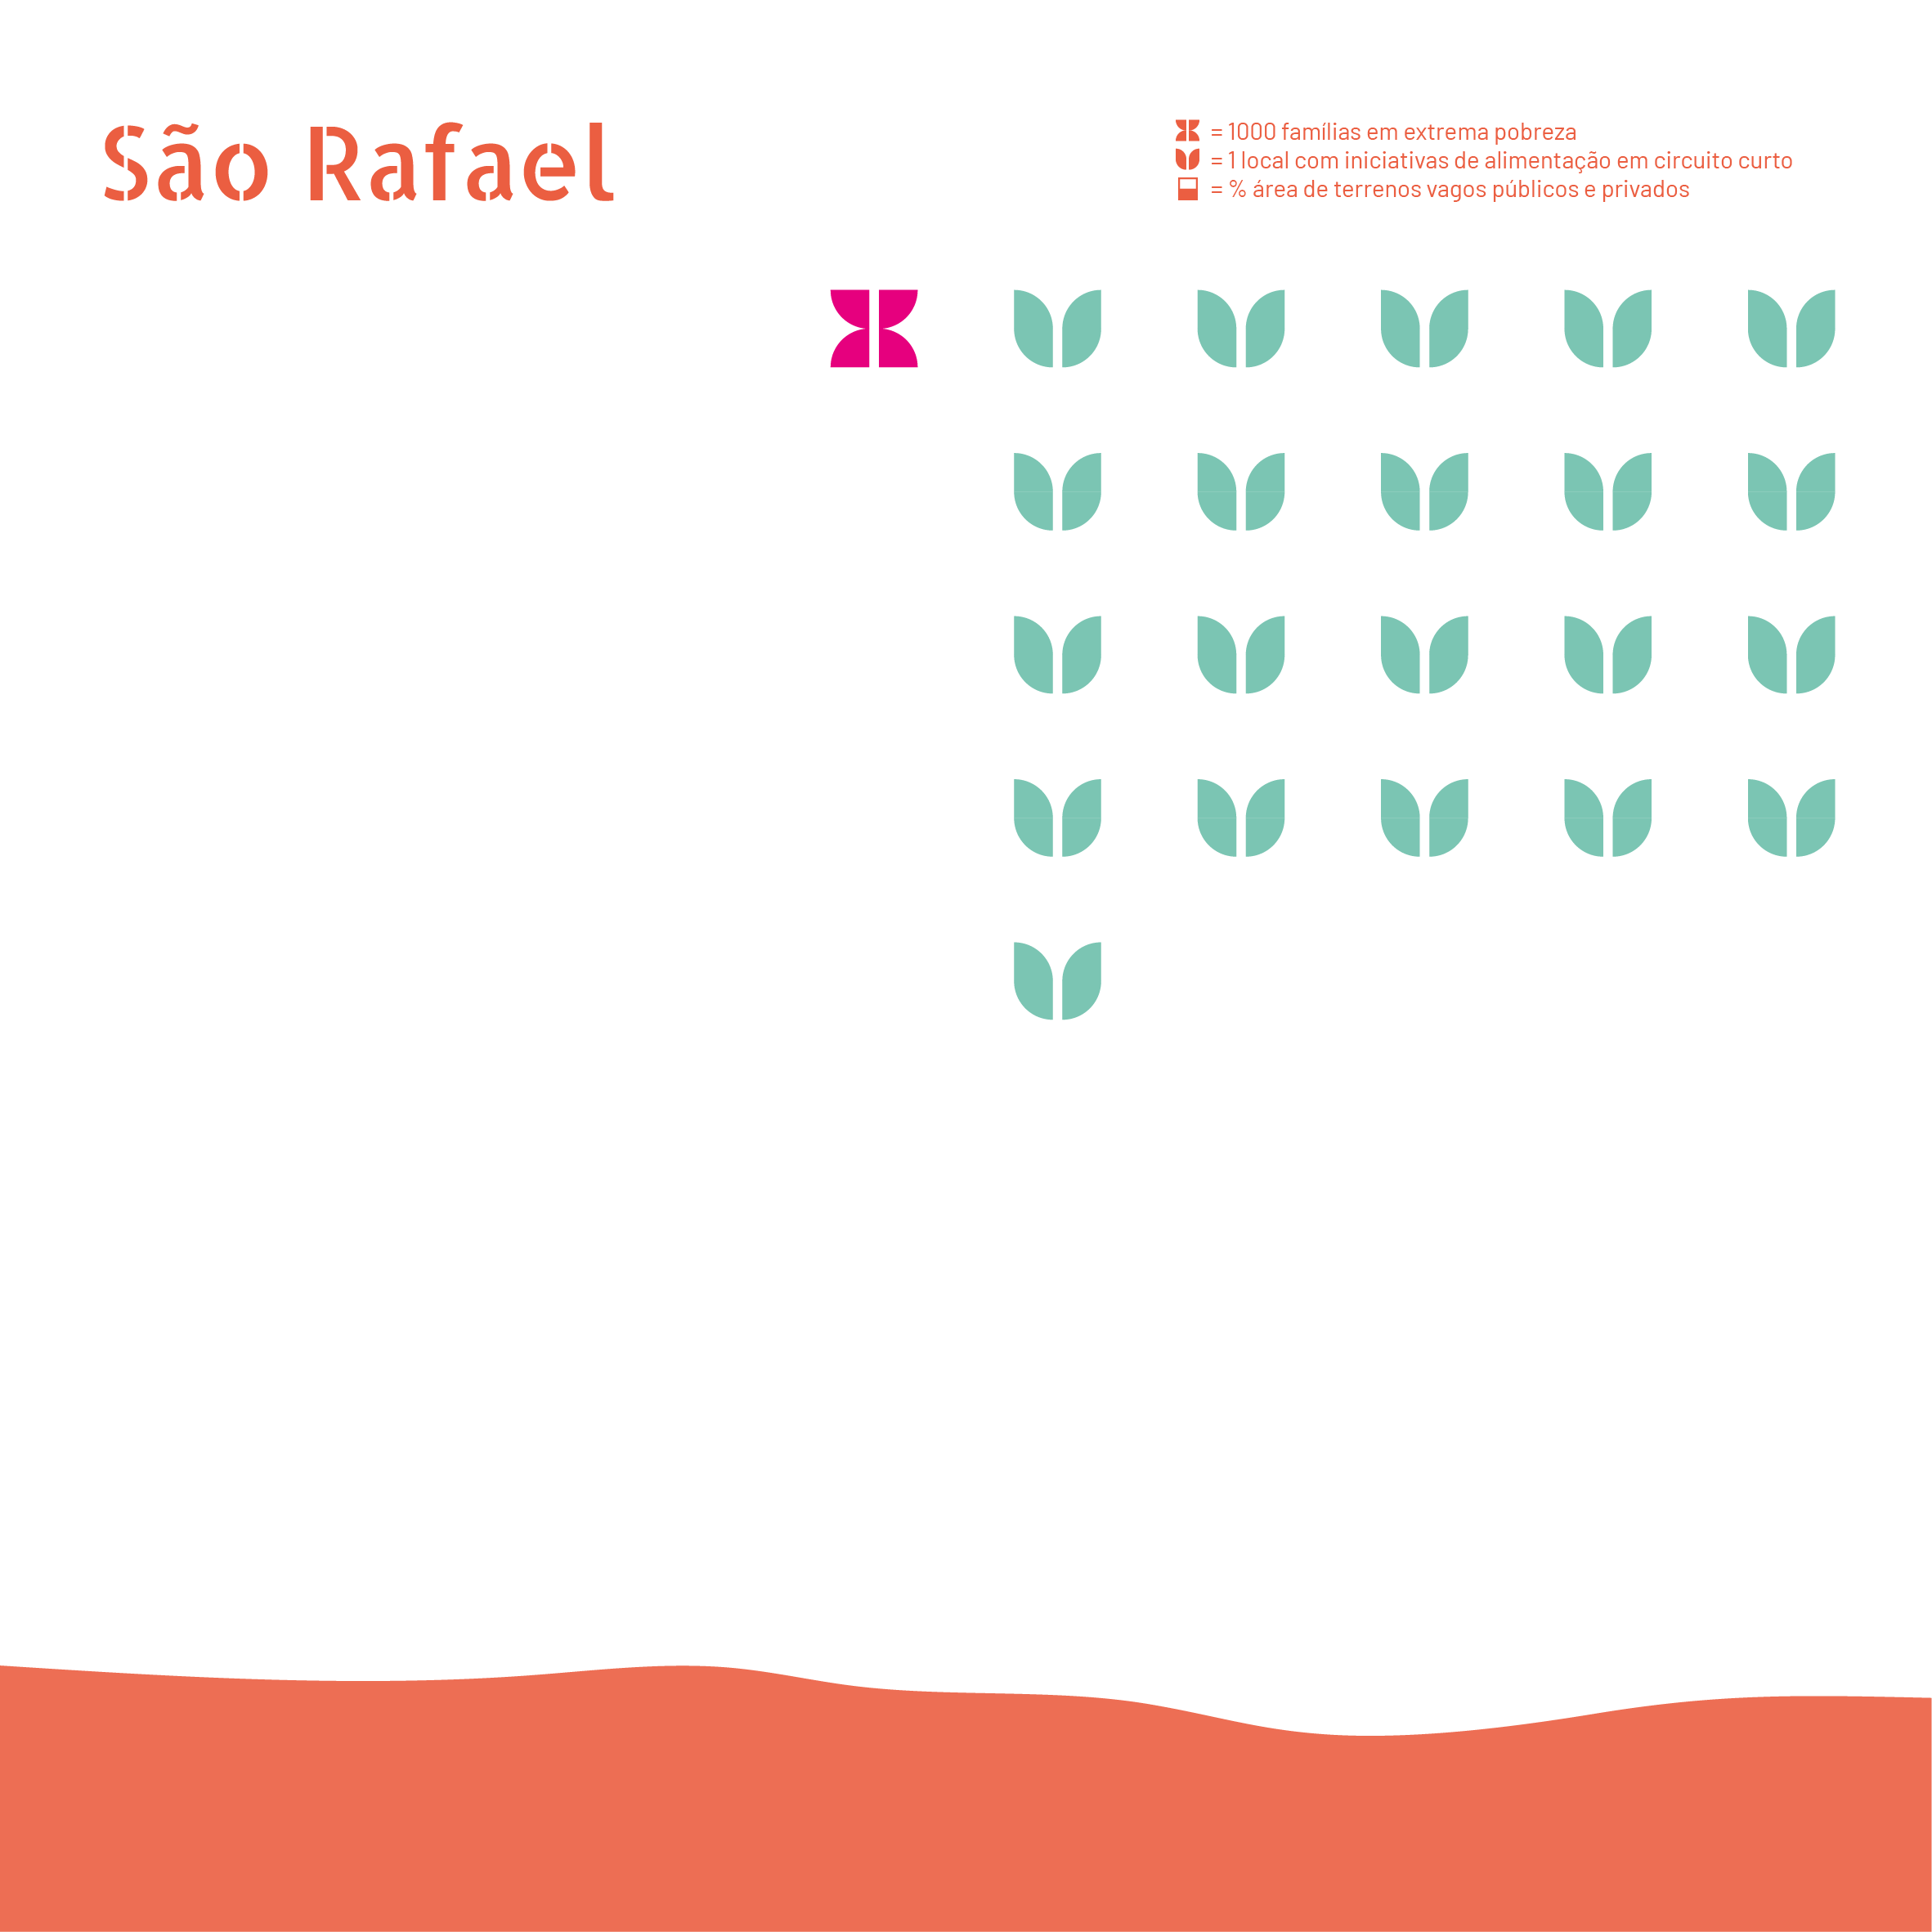 São Rafael
= 1000 famílias em extrema pobreza
= 1 local com iniciativas de alimentação em circuito curto
= % área de terrenos vagos públicos e privados